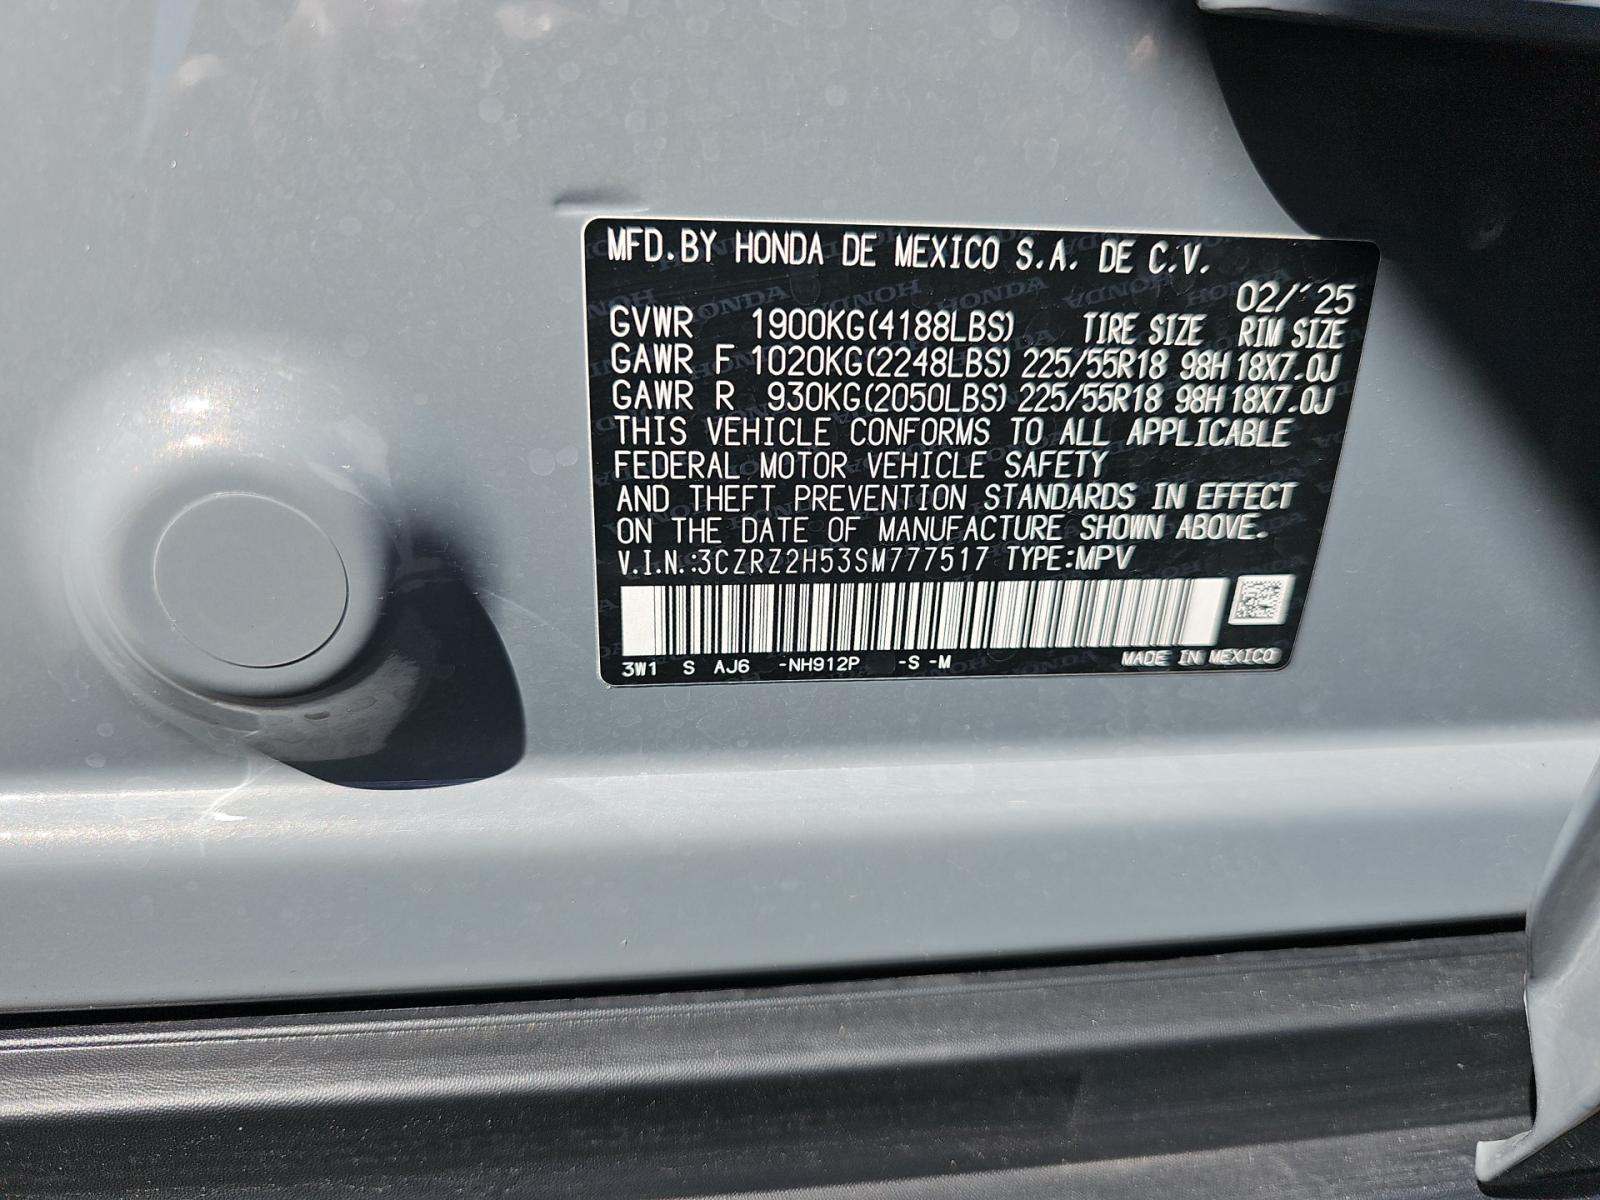 MFD.BY HONDA DE MEXICO S.A. DE C.V.
02/'25
GVWR 1900KG(4188LBS) TIRE SIZE RIM SIZE
GAWR F 1020KG(2248LBS) 225/55R18 98H 18X7.0J
GAWR R 930KG(2050LBS) 225/55R18 98H 18X7.0J
THIS VEHICLE CONFORMS TO ALL APPLICABLE
FEDERAL MOTOR VEHICLE SAFETY
AND THEFT PREVENTION STANDARDS IN EFFECT
ON THE DATE OF MANUFACTURE SHOWN ABOVE.
V.I.N.:3CZRZ2H53SM777517 TYPE:MPV
3W1 S AJ6 -NH912P -S -M MADE IN MEXICO